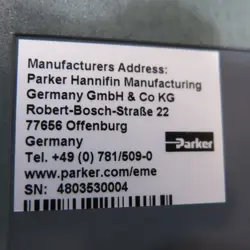 Manufacturers Address:
Parker Hannifin Manufacturing
Germany GmbH & Co KG
Robert-Bosch-Straße 22
77656 Offenburg
Germany
Parker
Tel. +49 (0) 781/509-0
www.parker.com/eme
SN: 4803530004